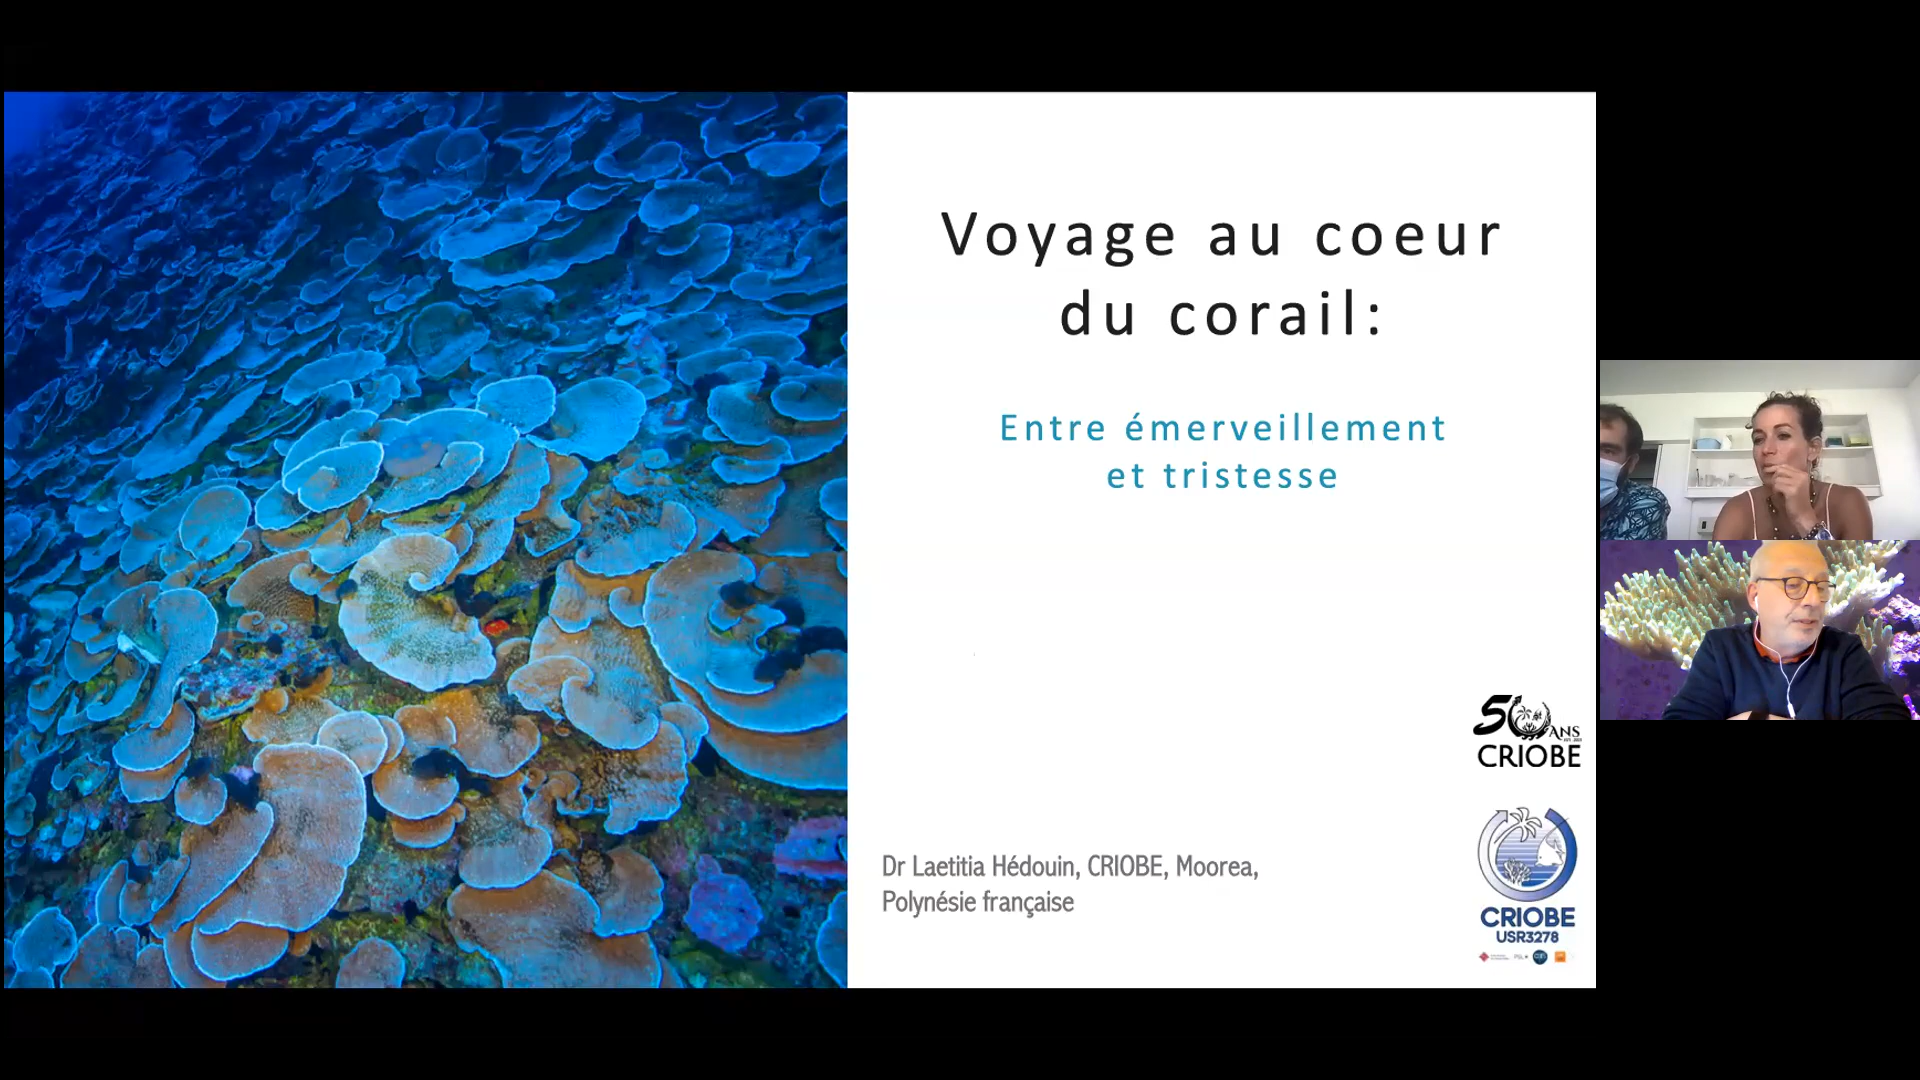 Voyage au coeur
du corail:
Entre émerveillement
et tristesse
50 ANS
CRIOBE
Dr Laetitia Hédouin, CRIOBE, Moorea,
Polynésie française
CRIOBE
USR3278